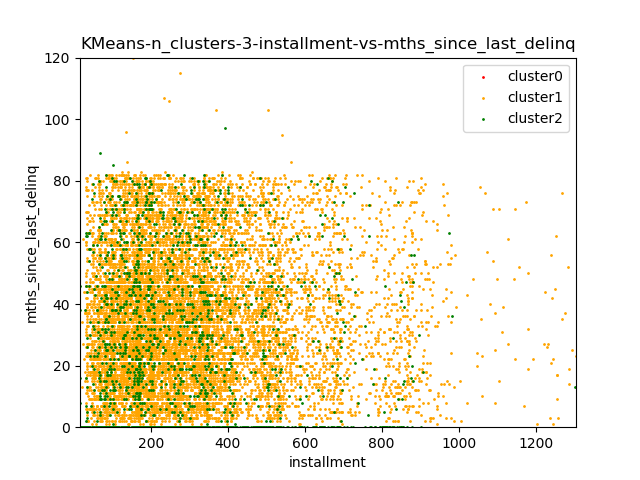 KMeans-n_clusters-3-installment-vs-mths_since_last_delinq
cluster0
cluster1
cluster2
mths_since_last_delinq
120
100
80
60
40
20
0
200
400
600
800
1000
1200
installment